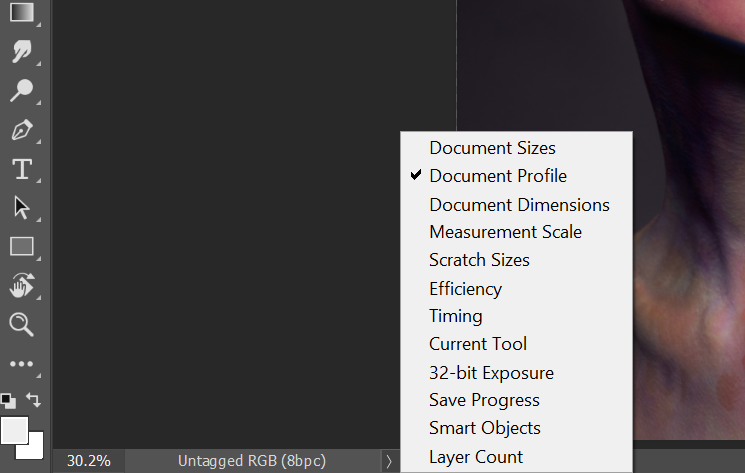 Document Sizes
Document Profile
Document Dimensions
Measurement Scale
Scratch Sizes
Efficiency
Timing
Current Tool
32-bit Exposure
Save Progress
Smart Objects
Layer Count
30.2% Untagged RGB (8bpc)